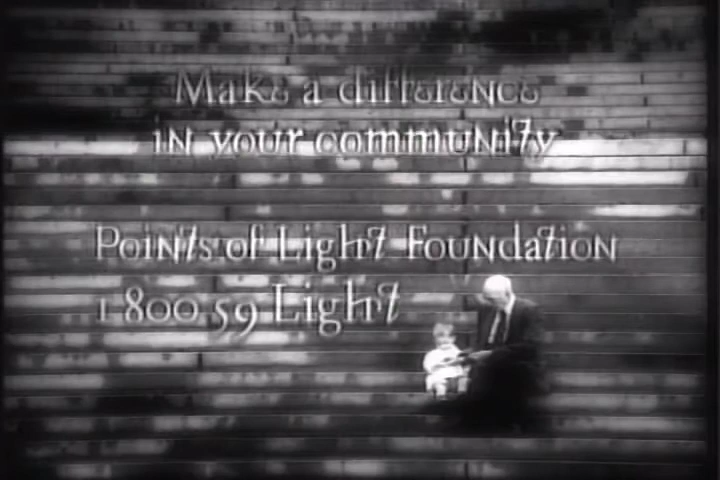 Make a difference
in your community
Points of Light Foundation
1 800 59 Light